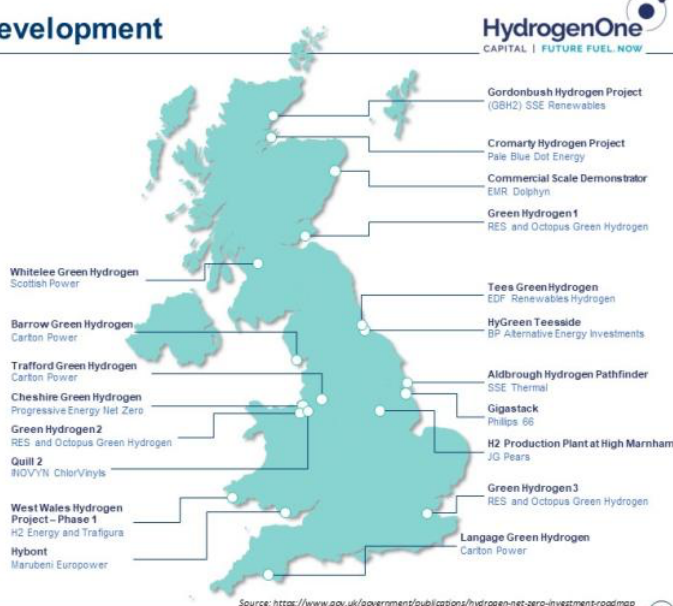 evelopment
HydrogenOne
CAPITAL | FUTURE FUEL. NOW
Gordonbush Hydrogen Project
(GBH2) SSE Renewables
Cromarty Hydrogen Project
Pale Blue Dot Energy
Commercial Scale Demonstrator
EMR Dolphyn
Green Hydrogen 1
RES and Octopus Green Hydrogen
Whitelee Green Hydrogen
Scottish Power
Tees Green Hydrogen
EDF Renewables Hydrogen
Barrow Green Hydrogen
Carlton Power
HyGreen Teesside
BP Alternative Energy Investments
Trafford Green Hydrogen
Carlton Power
Aldbrough Hydrogen Pathfinder
SSE Thermal
Cheshire Green Hydrogen
Progressive Energy Net Zero
Gigastack
Phillips 66
Green Hydrogen 2
RES and Octopus Green Hydrogen
H2 Production Plant at High Marnham
JG Pears
Quill 2
INOVYN ChlorVinyls
Green Hydrogen 3
RES and Octopus Green Hydrogen
West Wales Hydrogen
Project – Phase 1
H2 Energy and Trafigura
Hybont
Marubeni Europower
Langage Green Hydrogen
Carlton Power
Source: https://www.gov.uk/government/publications/hydrogen-net-zero-investment-roadmap